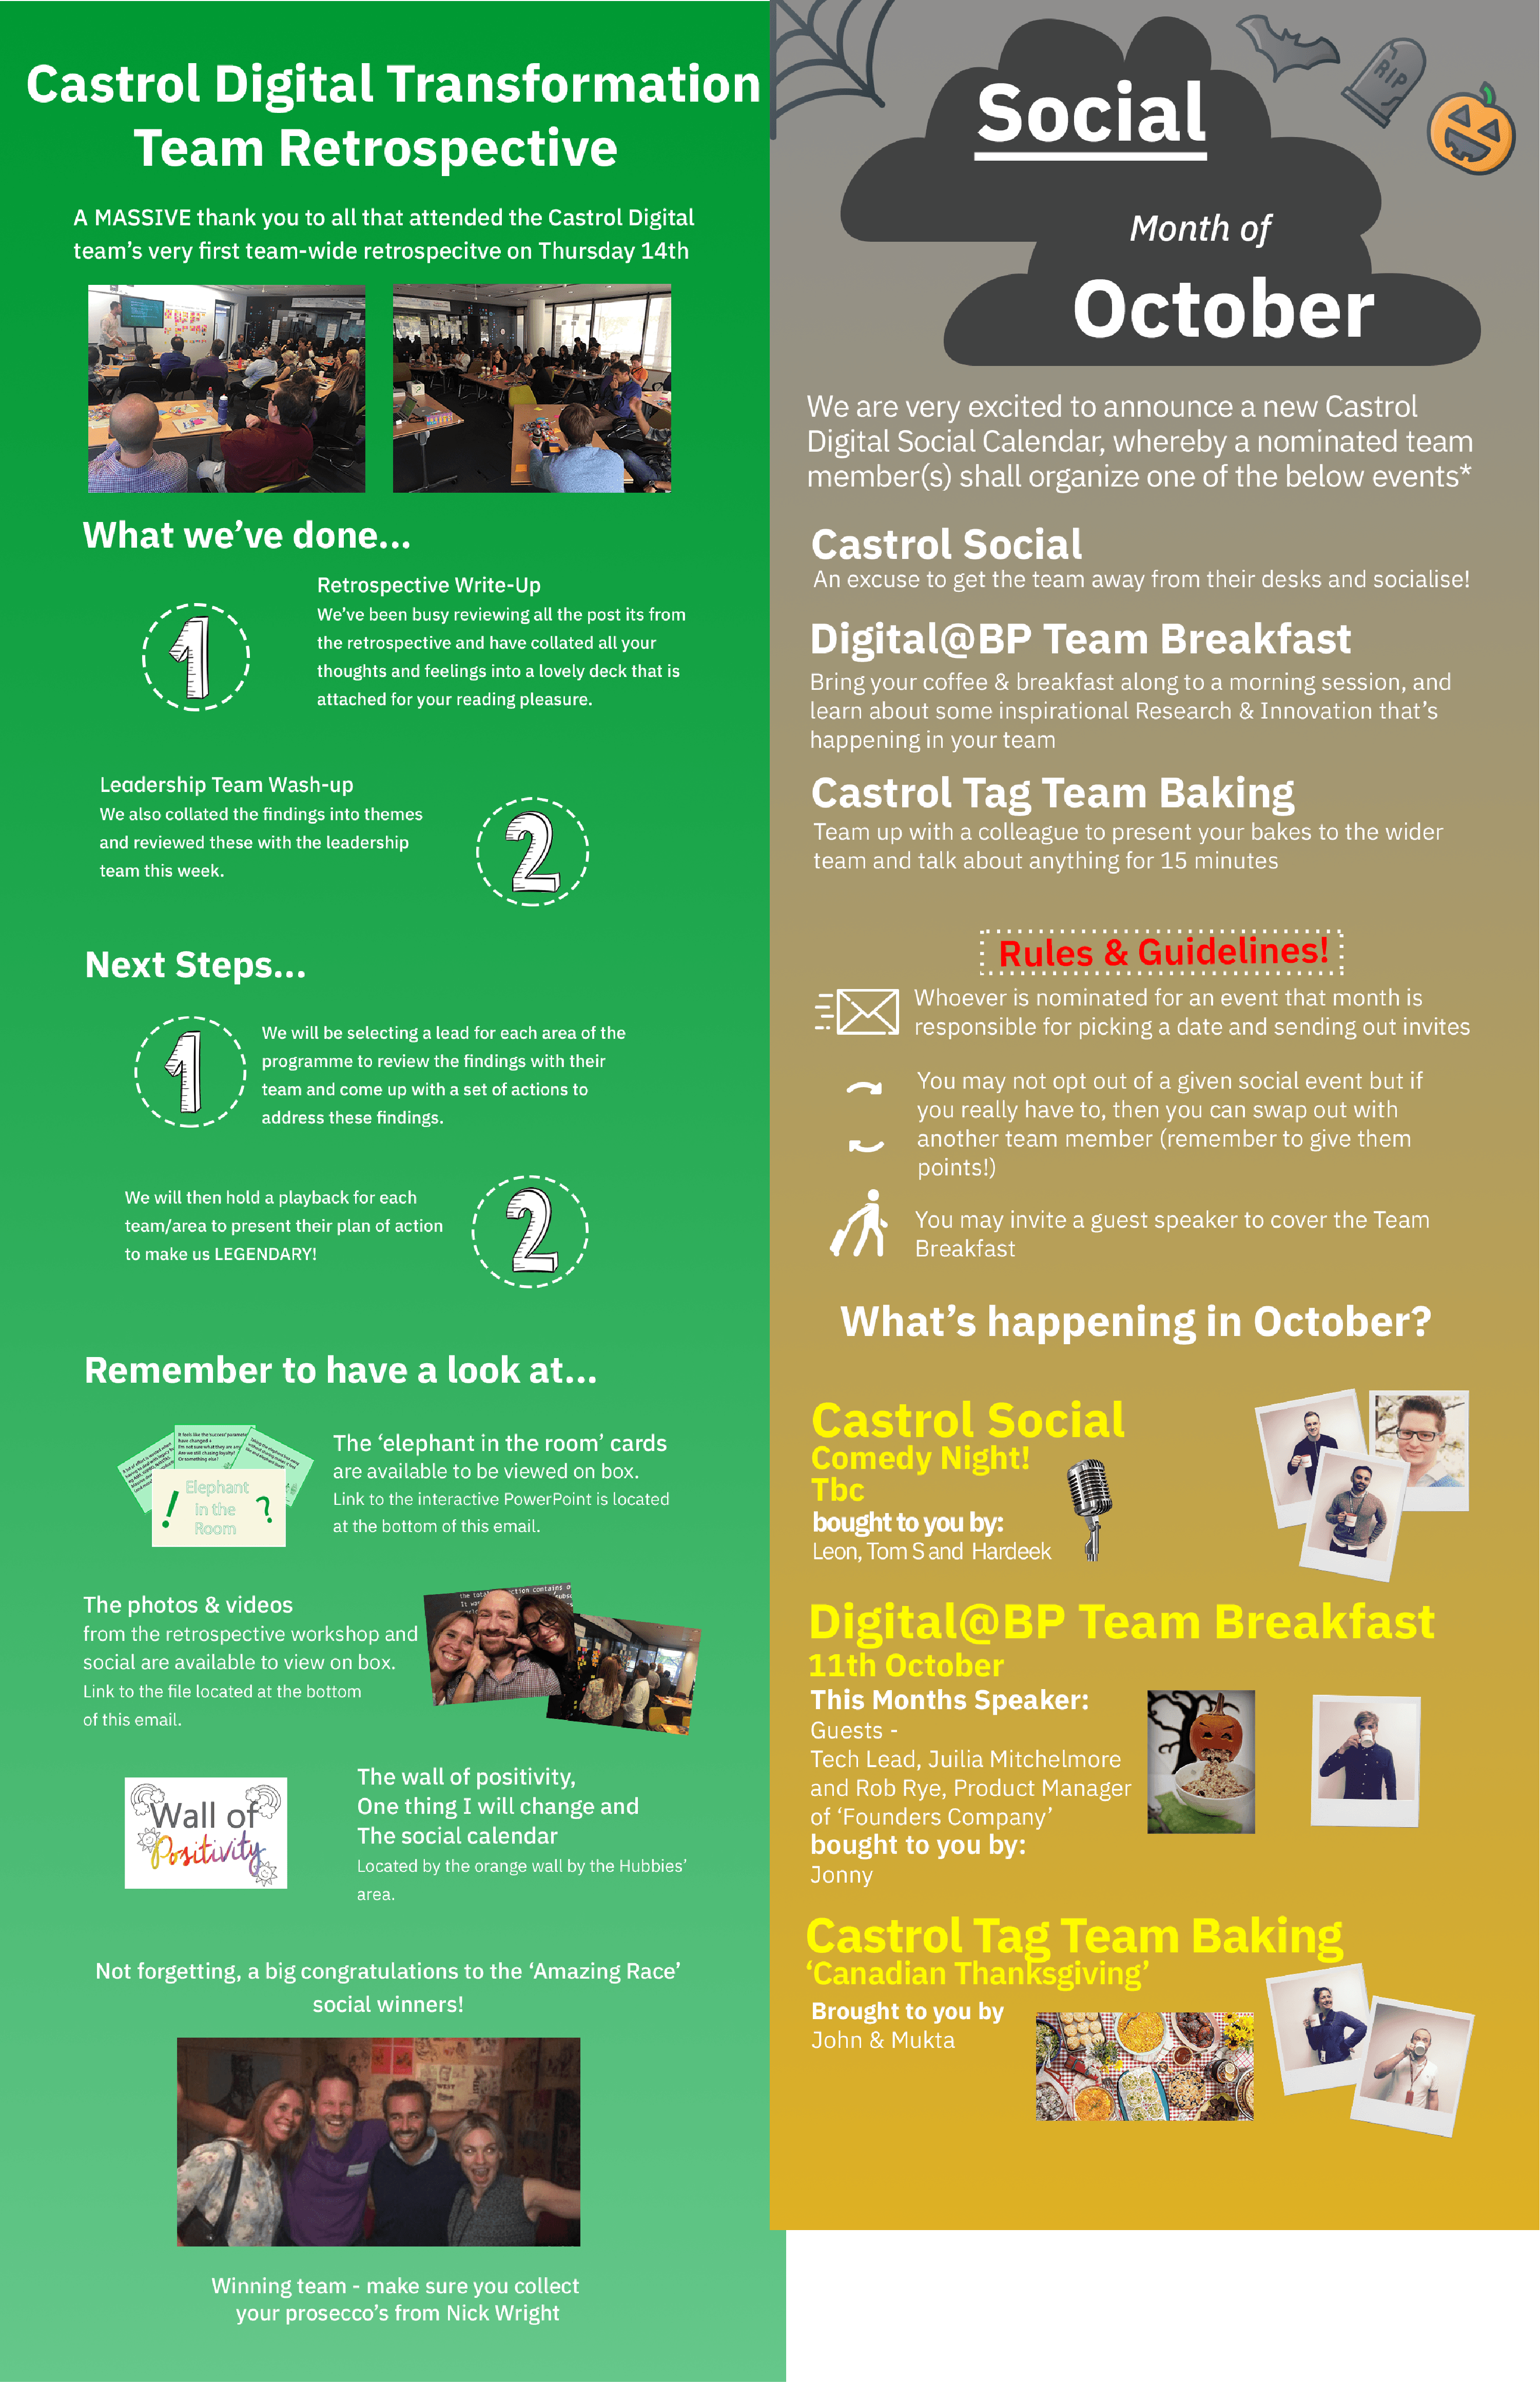 Castrol Digital Transformation
Team Retrospective
A MASSIVE thank you to all that attended the Castrol Digital
team’s very first team-wide retrospecitve on Thursday 14th
What we’ve done...
1
Retrospective Write-Up
We’ve been busy reviewing all the post its from
the retrospective and have collated all your
thoughts and feelings into a lovely deck that is
attached for your reading pleasure.
Leadership Team Wash-up
We also collated the findings into themes
and reviewed these with the leadership
team this week.
2
Next Steps...
1
We will be selecting a lead for each area of the
programme to review the findings with their
team and come up with a set of actions to
address these findings.
We will then hold a playback for each
team/area to present their plan of action
to make us LEGENDARY!
2
Remember to have a look at...
Elephant
in the
Room
! ?
The ‘elephant in the room’ cards
are available to be viewed on box.
Link to the interactive PowerPoint is located
at the bottom of this email.
The photos & videos
from the retrospective workshop and
social are available to view on box.
Link to the file located at the bottom
of this email.
Wall of
Positivity
The wall of positivity,
One thing I will change and
The social calendar
Located by the orange wall by the Hubbies’
area.
Not forgetting, a big congratulations to the ‘Amazing Race’
social winners!
Winning team - make sure you collect
your prosecco’s from Nick Wright
Social
RIP
Month of
October
We are very excited to announce a new Castrol
Digital Social Calendar, whereby a nominated team
member(s) shall organize one of the below events*
Castrol Social
An excuse to get the team away from their desks and socialise!
Digital@BP Team Breakfast
Bring your coffee & breakfast along to a morning session, and
learn about some inspirational Research & Innovation that’s
happening in your team
Castrol Tag Team Baking
Team up with a colleague to present your bakes to the wider
team and talk about anything for 15 minutes
Rules & Guidelines!
Whoever is nominated for an event that month is
responsible for picking a date and sending out invites
You may not opt out of a given social event but if
you really have to, then you can swap out with
another team member (remember to give them
points!)
You may invite a guest speaker to cover the Team
Breakfast
What’s happening in October?
Castrol Social
Comedy Night!
Tbc
bought to you by:
Leon, Tom S and Hardeek
Digital@BP Team Breakfast
11th October
This Months Speaker:
Guests -
Tech Lead, Juilia Mitchelmore
and Rob Rye, Product Manager
of ‘Founders Company’
bought to you by:
Jonny
Castrol Tag Team Baking
‘Canadian Thanksgiving’
Brought to you by
John & Mukta